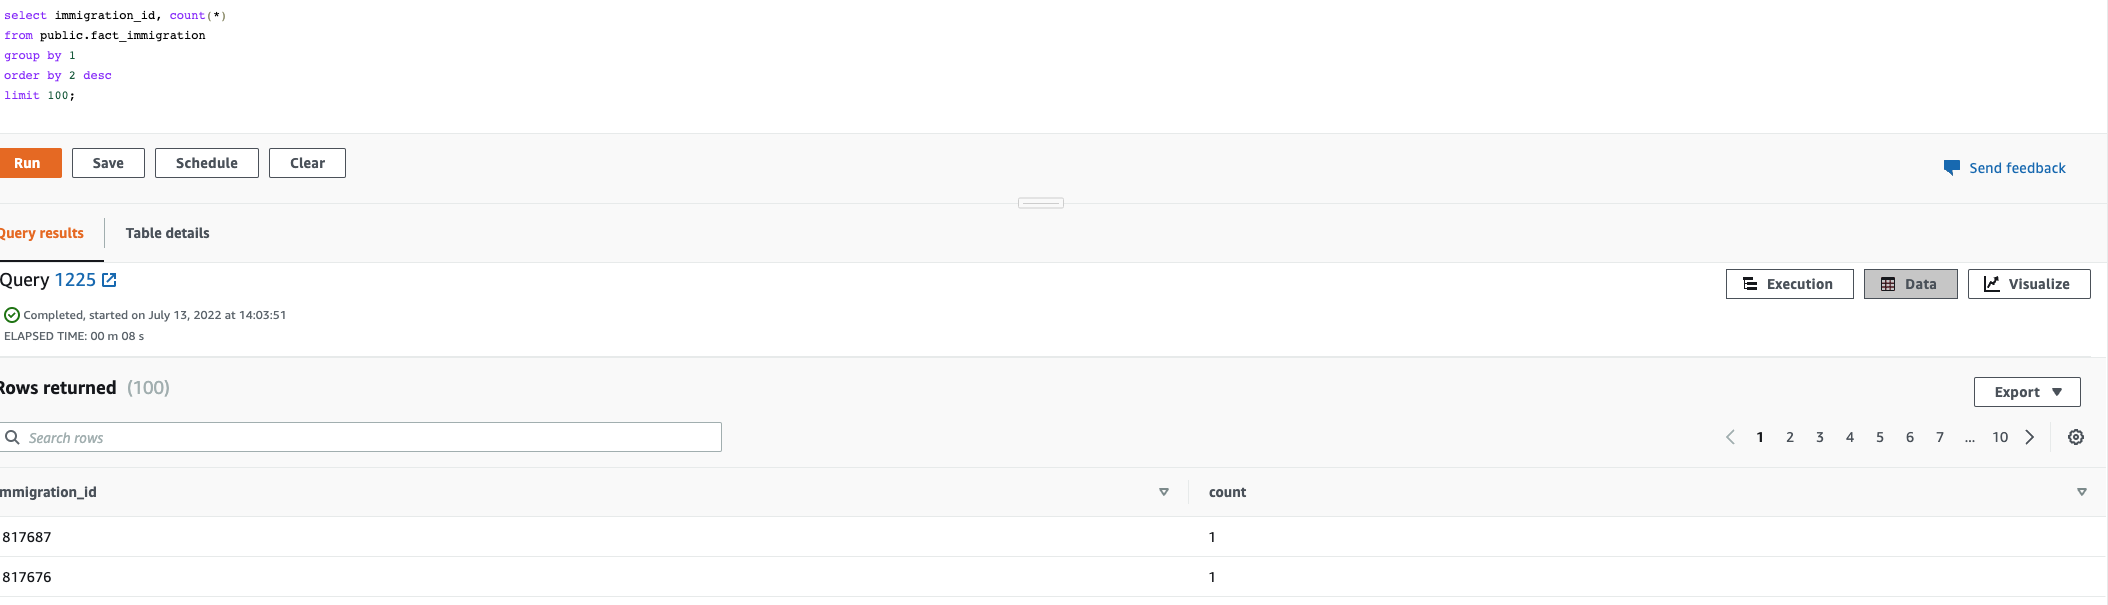 select immigration_id, count(*)
from public.fact_immigration
group by 1
order by 2 desc
limit 100;
Run Save Schedule Clear
Send feedback
Query results Table details
Query 1225
Execution Data Visualize
Completed, started on July 13, 2022 at 14:03:51
ELAPSED TIME: 00 m 08 s
Rows returned (100)
Export
Search rows
1 2 3 4 5 6 7 ... 10
mmigration_id count
817687 1
817676 1